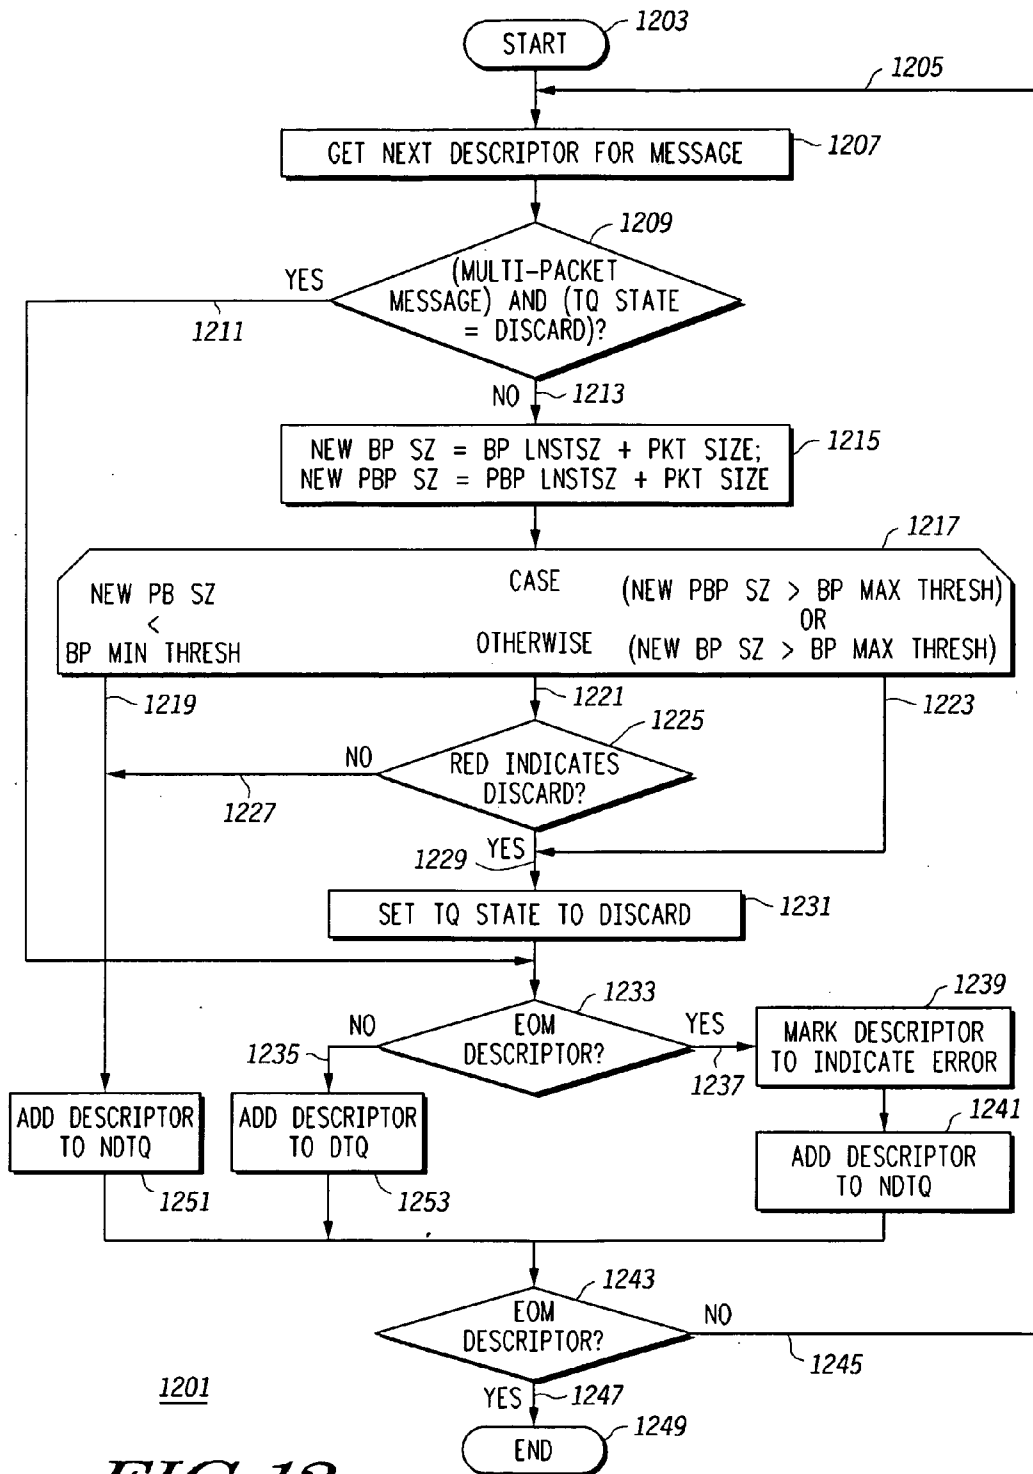 START
1203
1205
GET NEXT DESCRIPTOR FOR MESSAGE
1207
1209
YES
(MULTI-PACKET
MESSAGE) AND (TQ STATE
= DISCARD)?
1211
NO
1213
NEW BP SZ = BP LNSTSZ + PKT SIZE;
NEW PBP SZ = PBP LNSTSZ + PKT SIZE
1215
1217
NEW PB SZ
<
BP MIN THRESH
CASE
OTHERWISE
(NEW PBP SZ > BP MAX THRESH)
OR
(NEW BP SZ > BP MAX THRESH)
1219
1221
1223
1225
NO
RED INDICATES
DISCARD?
1227
YES
1229
SET TQ STATE TO DISCARD
1231
1233
NO
EOM
DESCRIPTOR?
YES
1235
1237
1239
MARK DESCRIPTOR
TO INDICATE ERROR
1241
ADD DESCRIPTOR
TO NDTQ
1251
ADD DESCRIPTOR
TO DTQ
1253
ADD DESCRIPTOR
TO NDTQ
1243
EOM
DESCRIPTOR?
NO
1245
1201
YES
1247
END
1249